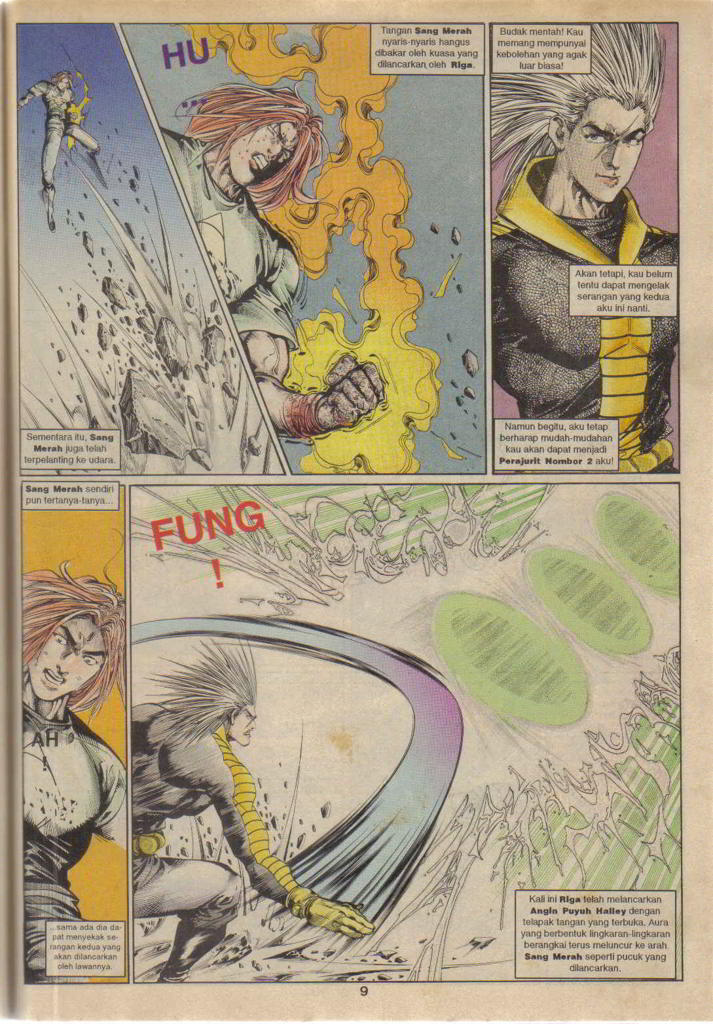 Sementara itu, Sang
Merah juga telah
terpelanting ke udara.
HU
...
Tangan Sang Merah
nyaris-nyaris hangus
dibakar oleh kuasa yang
dilancarkan oleh Riga.
Budak mentah! Kau
memang mempunyai
kebolehan yang agak
luar biasa!
Akan tetapi, kau belum
tentu dapat mengelak
serangan yang kedua
aku ini nanti.
Namun begitu, aku tetap
berharap mudah-mudahan
kau akan dapat menjadi
Perajurit Nombor 2 aku!
Sang Merah sendiri
pun tertanya-tanya...
AH
!
...sama ada dia da-
pat menyekak se-
rangan kedua yang
akan dilancarkan
oleh lawannya.
FUNG
!
Kali ini Riga telah melancarkan
Angin Puyuh Halley dengan
telapak tangan yang terbuka. Aura
yang berbentuk lingkaran-lingkaran
berangkai terus meluncur ke arah
Sang Merah seperti pucuk yang
dilancarkan.
9